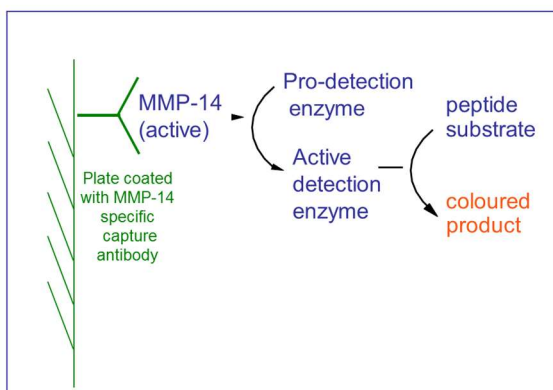 MMP-14
(active)
Plate coated
with MMP-14
specific
capture
antibody
Pro-detection
enzyme
Active
detection
enzyme
peptide
substrate
coloured
product